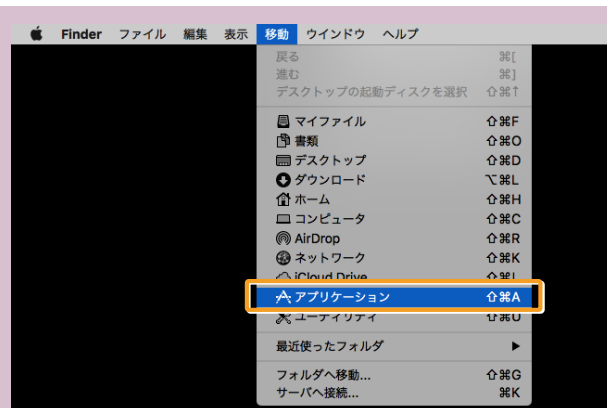 Finder ファイル 編集 表示 移動 ウインドウ ヘルプ
戻る ⌘[
進む ⌘]
デスクトップの起動ディスクを選択 ⇧⌘↑
マイファイル ⇧⌘F
書類 ⇧⌘O
デスクトップ ⇧⌘D
ダウンロード ⌥⌘L
ホーム ⇧⌘H
コンピュータ ⇧⌘C
AirDrop ⇧⌘R
ネットワーク ⇧⌘K
iCloud Drive ⇧⌘I
アプリケーション ⇧⌘A
ユーティリティ ⇧⌘U
最近使ったフォルダ ▶
フォルダへ移動... ⇧⌘G
サーバへ接続... ⌘K